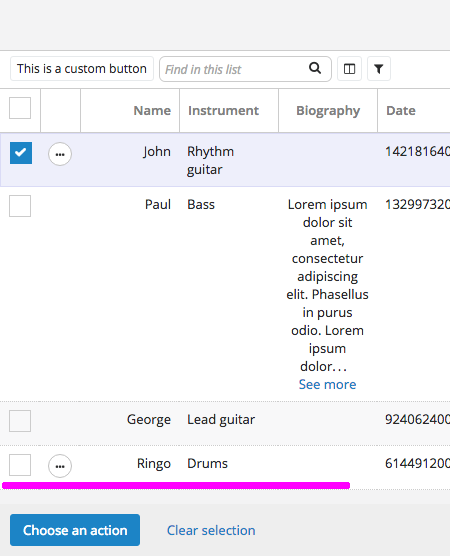 This is a custom button Find in this list
Name Instrument Biography Date
John Rhythm guitar 142181640
Paul Bass Lorem ipsum 132997320
dolor sit
amet,
consectetur
adipiscing
elit. Phasellus
in purus
odio. Lorem
ipsum
dolor...
See more
George Lead guitar 924062400
Ringo Drums 614491200
Choose an action Clear selection